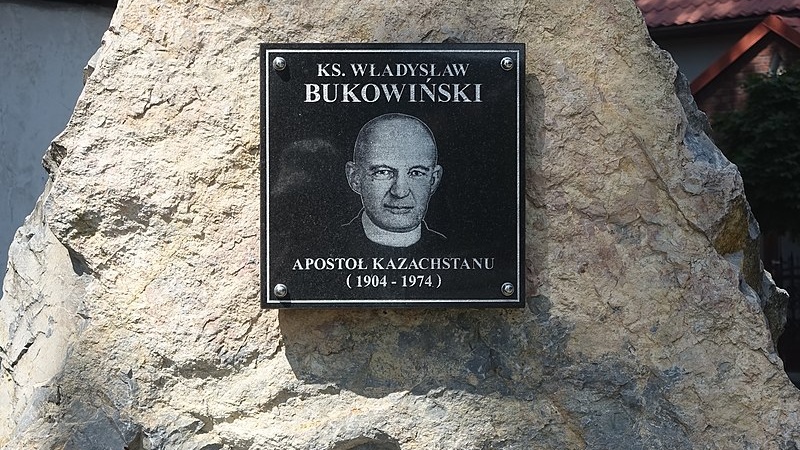 KS. WŁADYSŁAW
BUKOWIŃSKI
APOSTOŁ KAZACHSTANU
( 1904 - 1974 )